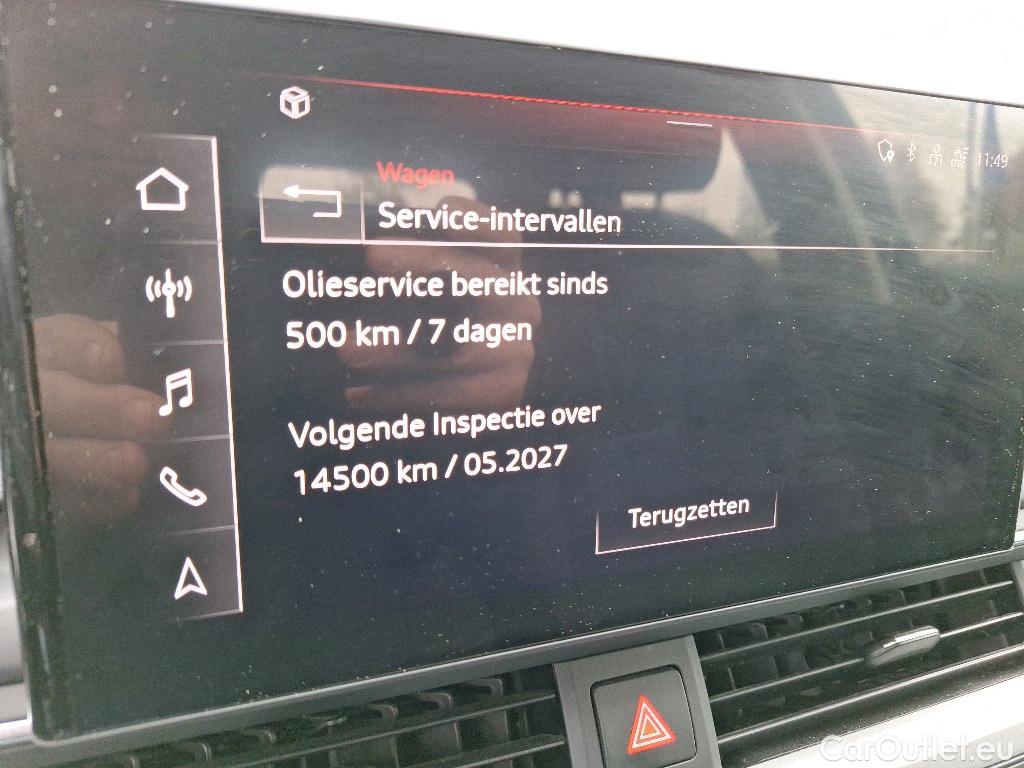 11:49
Wagen
Service-intervallen
Olieservice bereikt sinds
500 km / 7 dagen
Volgende Inspectie over
14500 km / 05.2027
Terugzetten
CarOutlet.eu